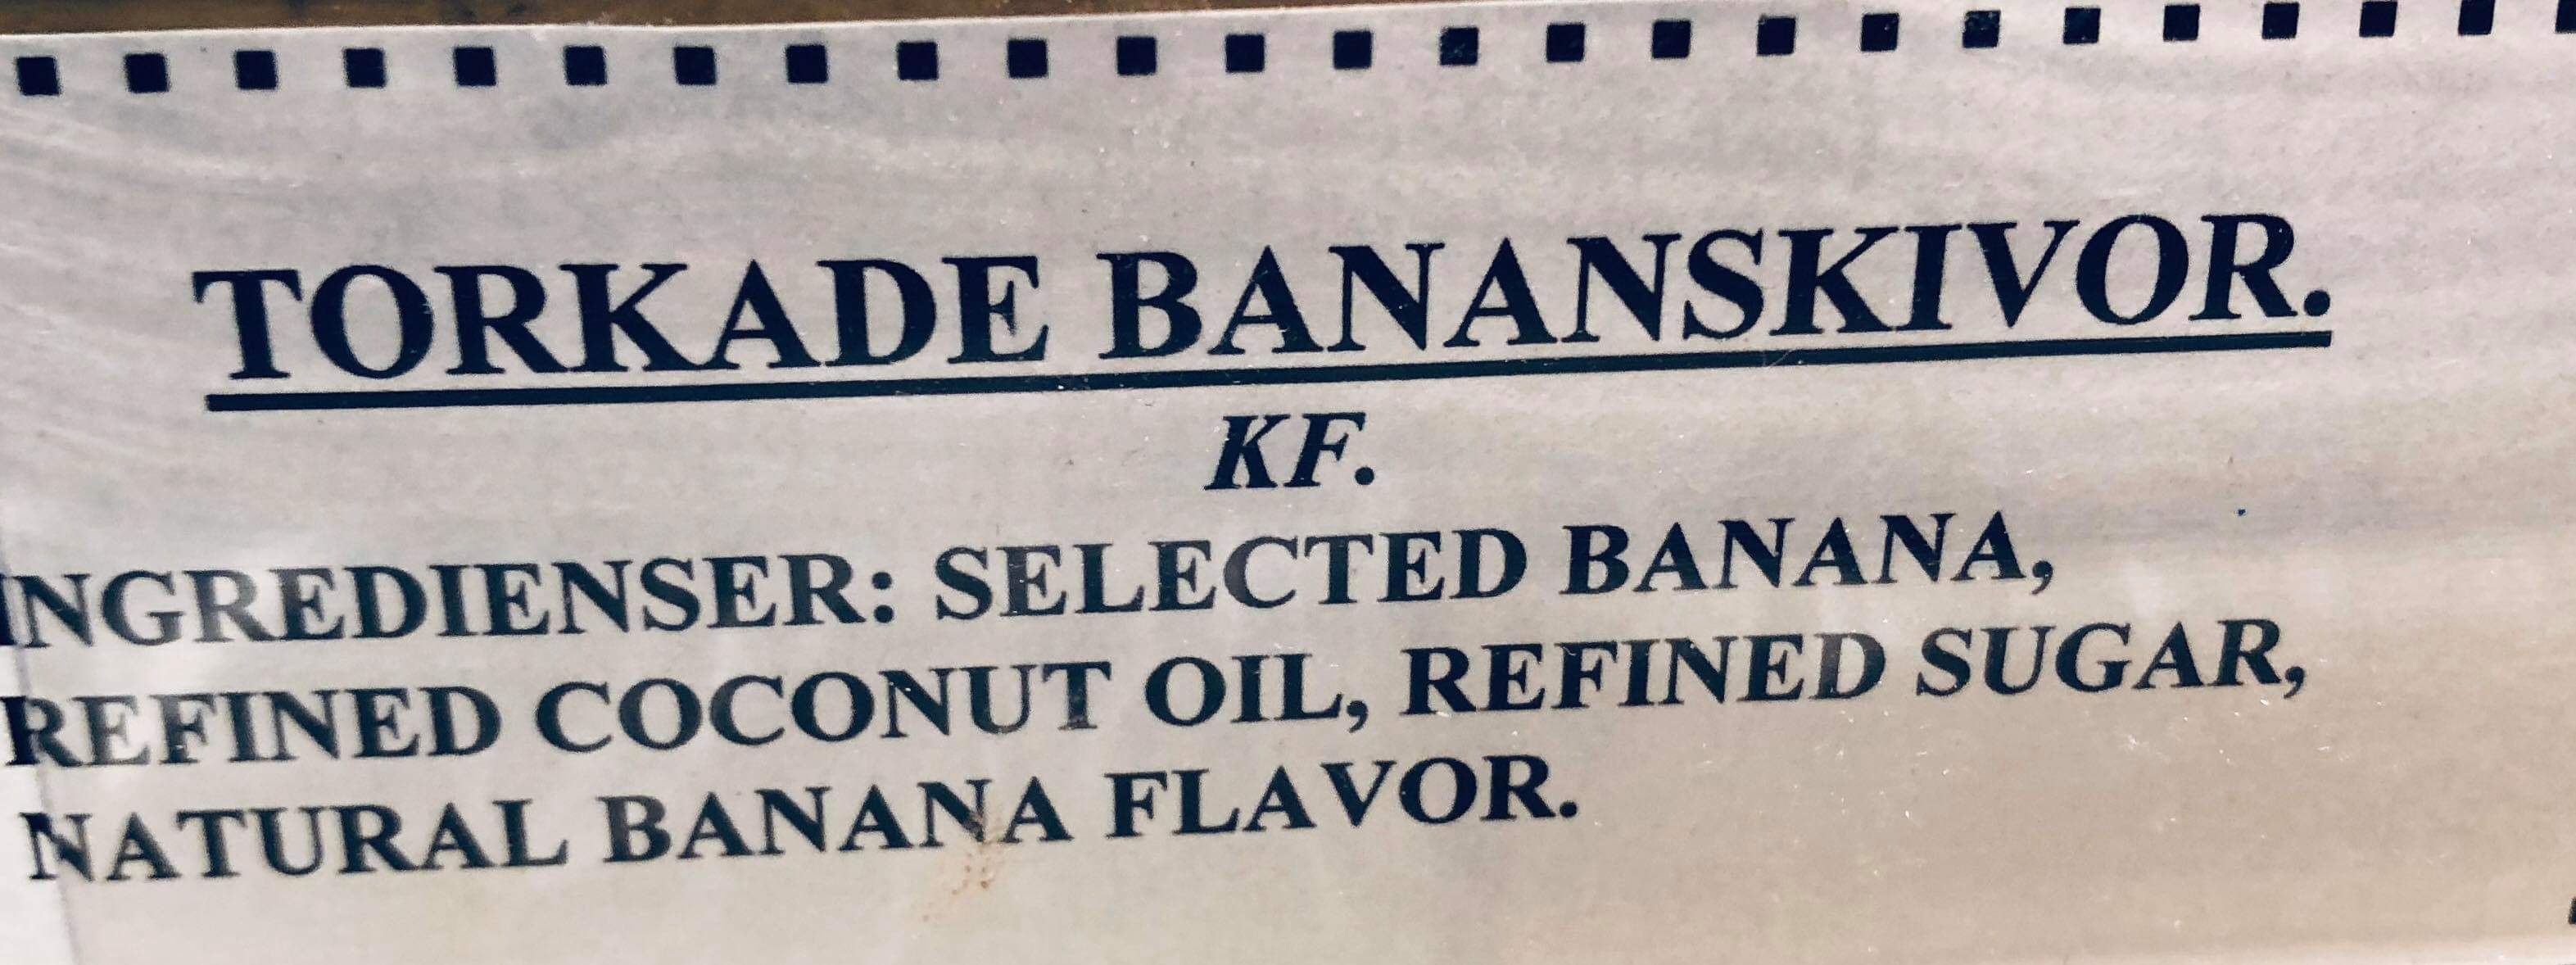 TORKADE BANANSKIVOR.
KF.
INGREDIENSER: SELECTED BANANA,
REFINED COCONUT OIL, REFINED SUGAR,
NATURAL BANANA FLAVOR.